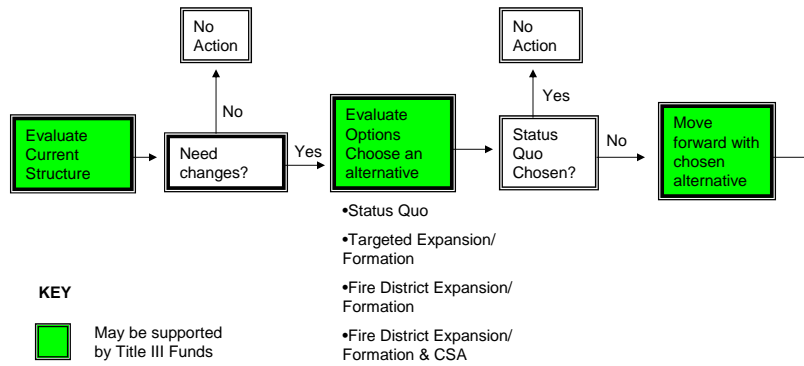 No
Action
No
Action
No
Yes
Evaluate
Current
Structure
Need
changes?
Yes
Evaluate
Options
Choose an
alternative
Status
Quo
Chosen?
No
Move
forward with
chosen
alternative
•Status Quo
•Targeted Expansion/
Formation
•Fire District Expansion/
Formation
•Fire District Expansion/
Formation & CSA
KEY
May be supported
by Title III Funds